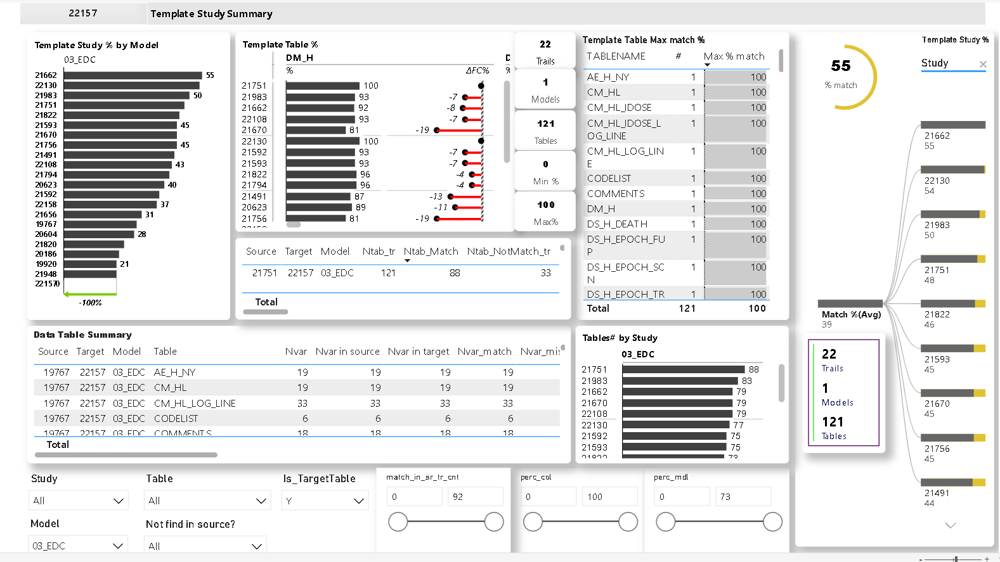 22157
Template Study Summary
Template Study % by Model
03_EDC
21662 55
22130
21983 50
21751
21822
21593 45
21670
21756 45
21491
22108 43
21794
20623 40
21592
22158 37
21656 31
19767
20604 28
21820
20186
19920 21
21948
22157 0
-100%
Template Table %
DM_H
% ΔFC%
21751 100
21983 93 -7
21662 92 -8
22108 93 -7
21670 81 -19
22130 100
21592 93 -7
21593 93 -7
21822 96 -4
21794 96 -4
21491 87 -13
20623 89 -11
21756 81 -19
22
Trails
1
Models
121
Tables
0
Min %
100
Max%
Source Target Model Ntab_tr Ntab_Match Ntab_NotMatch_tr
21751 22157 03_EDC 121 88 33
Total
Template Table Max match %
TABLENAME # Max % match
AE_H_NY 1 100
CM_HL 1 100
CM_HL_IDOSE 1 100
CM_HL_IDOSE_L
OG_LINE 1 100
CM_HL_LOG_LIN
E 1 100
CODELIST 1 100
COMMENTS 1 100
DM_H 1 100
DS_H_DEATH 1 100
DS_H_EPOCH_FU
P 1 100
DS_H_EPOCH_SC
N 1 100
DS_H_EPOCH_TR 1 100
Total 121 100
Data Table Summary
Source Target Model Table Nvar Nvar in source Nvar in target Nvar_match Nvar_mis
19767 22157 03_EDC AE_H_NY 19 19 19 19
19767 22157 03_EDC CM_HL 19 19 19 19
19767 22157 03_EDC CM_HL_LOG_LINE 33 33 33 33
19767 22157 03_EDC CODELIST 6 6 6 6
19767 22157 03_EDC COMMENTS 18 18 18 18
Total
Tables# by Study
03_EDC
21751 88
21983 83
21662 79
21670 79
22108 79
22130 77
21592 75
21593 75
21822 73
55
% match
Template Study %
Study
21662
55
22130
54
21983
50
21751
48
21822
46
21593
45
21670
45
21756
45
21491
44
Match %(Avg)
39
22
Trails
1
Models
121
Tables
Study
All
Table
All
Is_TargetTable
Y
Model
03_EDC
Not find in source?
All
match_in_sr_tr_cnt
0 92
perc_col
0 100
perc_mdl
0 73